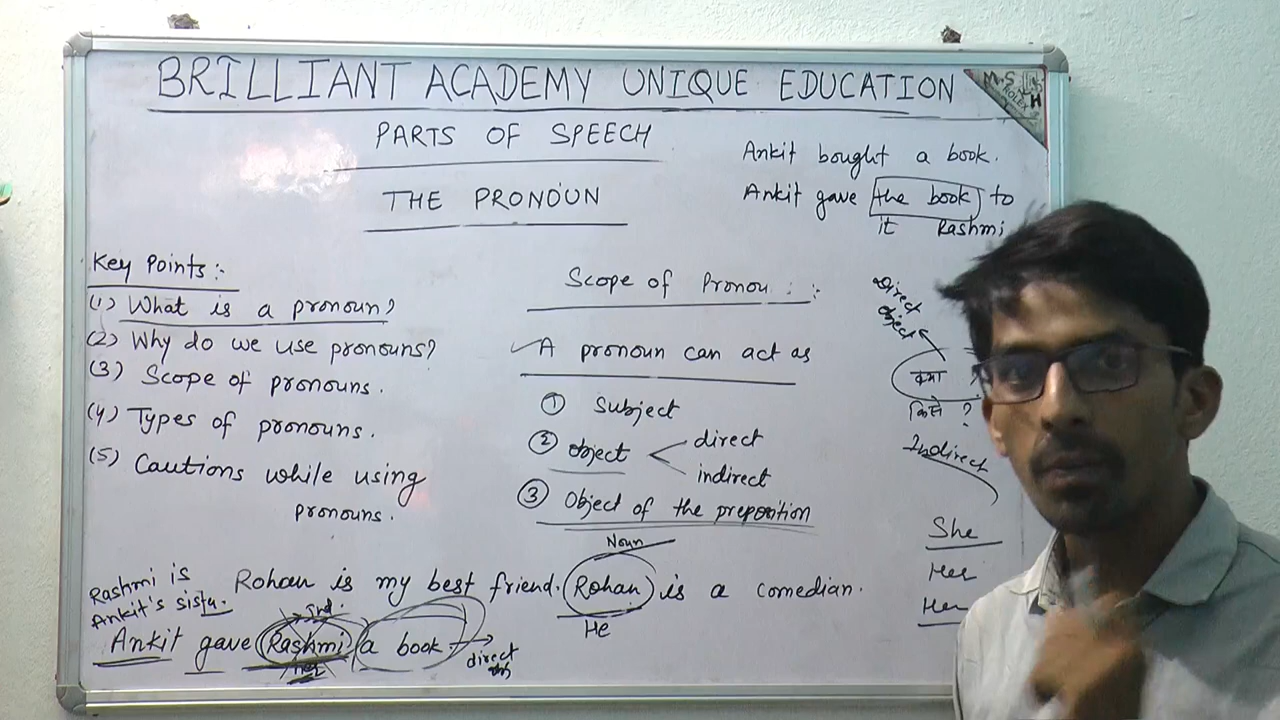 BRILLIANT ACADEMY UNIQUE EDUCATION
PARTS OF SPEECH
THE PRONOUN
Ankit bought a book.
Ankit gave the book to
it Rashmi
Key Points :-
(1) What is a pronoun?
(2) Why do we use pronouns?
(3) Scope of pronouns.
(4) Types of pronouns.
(5) Cautions while using
pronouns.
Scope of Pronou : :-
A pronoun can act as
① Subject
② Object
direct
indirect
③ Object of the preposition
Direct
Object
क्या
किसे ?
Indirect
She
Her
Her
Noun
Rohan is my best friend. Rohan is a comedian.
He
Rashmi is
Ankit's sister.
Ind.
Ankit gave Rashmi a book
her
direct